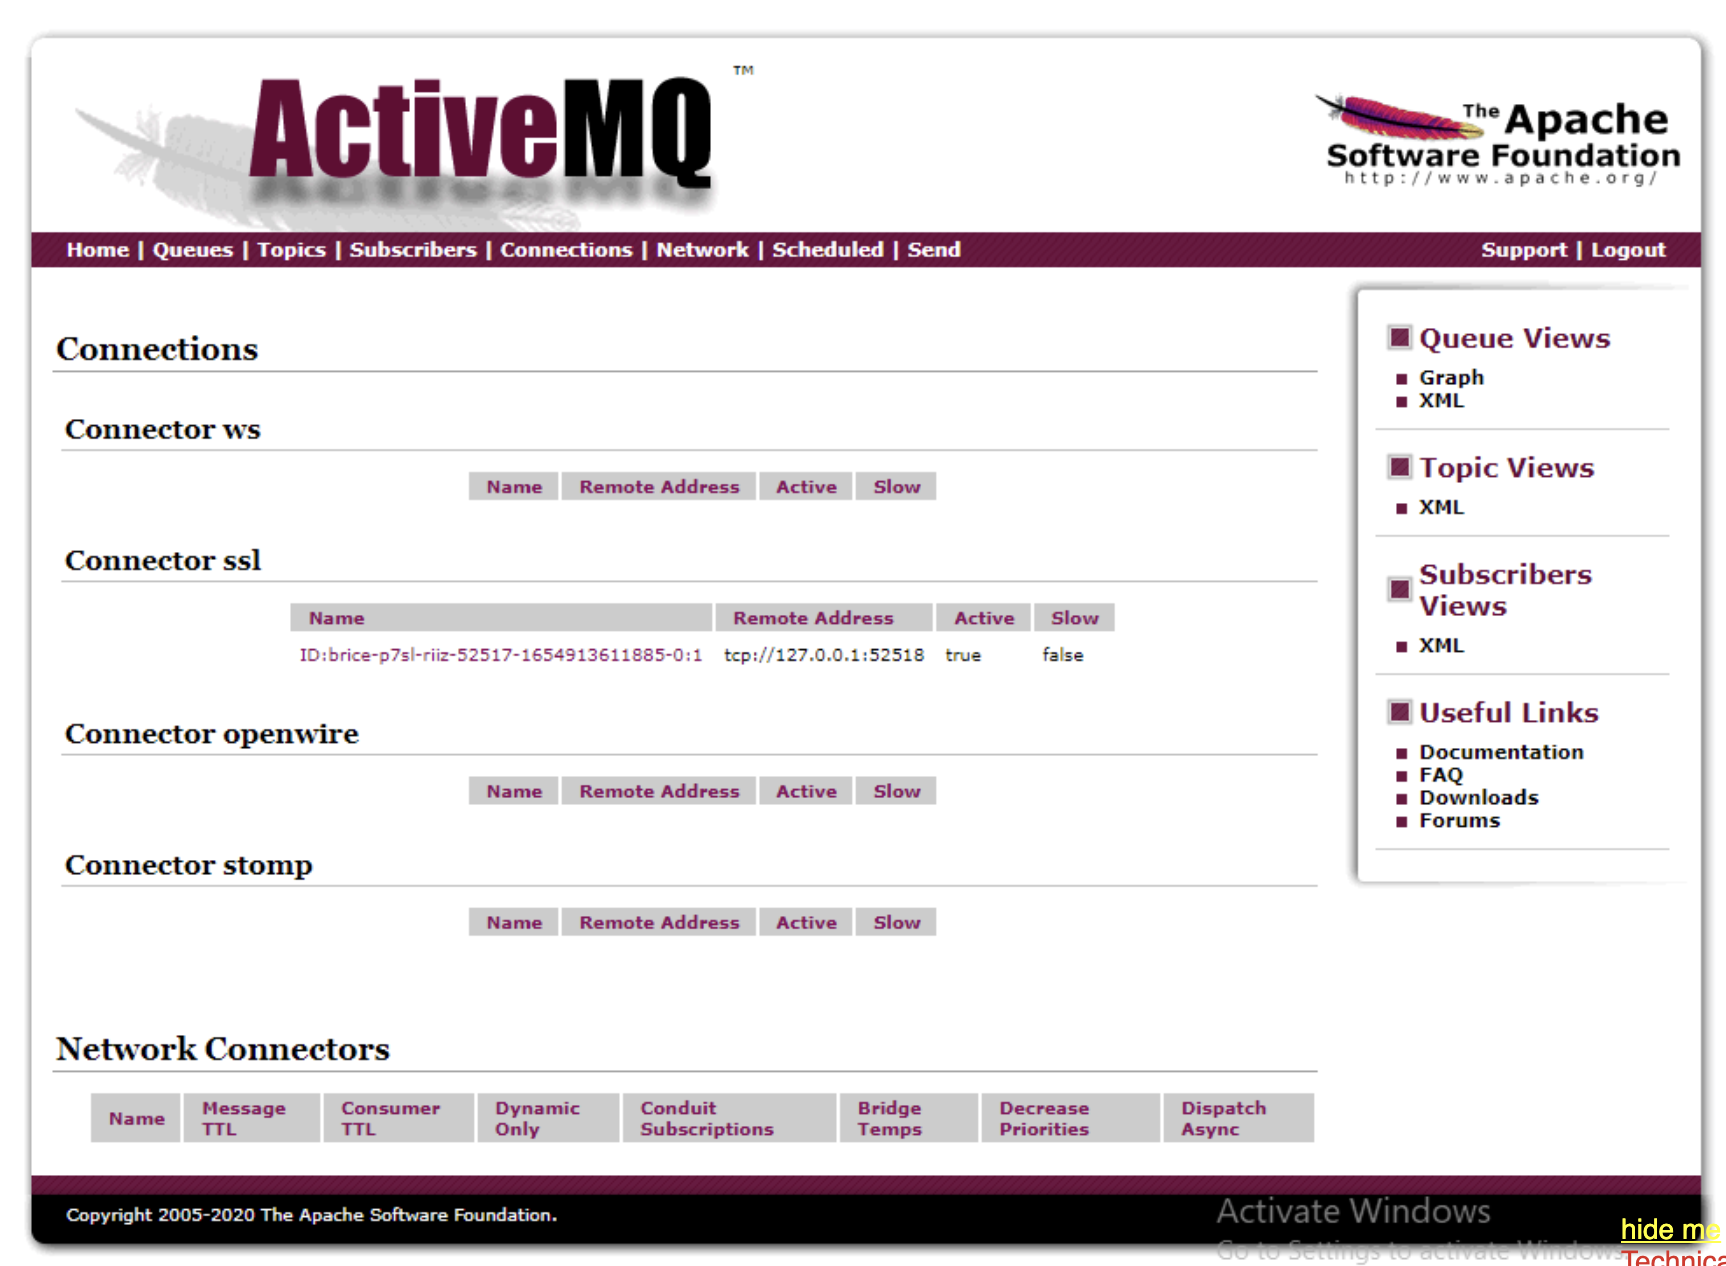 ActiveMQ ™
The Apache
Software Foundation
http://www.apache.org/
Home | Queues | Topics | Subscribers | Connections | Network | Scheduled | Send
Support | Logout
Connections
Connector ws
Name Remote Address Active Slow
Connector ssl
Name Remote Address Active Slow
ID:brice-p7sl-riiz-52517-1654913611885-0:1 tcp://127.0.0.1:52518 true false
Connector openwire
Name Remote Address Active Slow
Connector stomp
Name Remote Address Active Slow
Network Connectors
Name Message TTL Consumer TTL Dynamic Only Conduit Subscriptions Bridge Temps Decrease Priorities Dispatch Async
Queue Views
Graph
XML
Topic Views
XML
Subscribers
Views
XML
Useful Links
Documentation
FAQ
Downloads
Forums
Copyright 2005-2020 The Apache Software Foundation.
Activate Windows
Go to Settings to activate Windows.
hide me